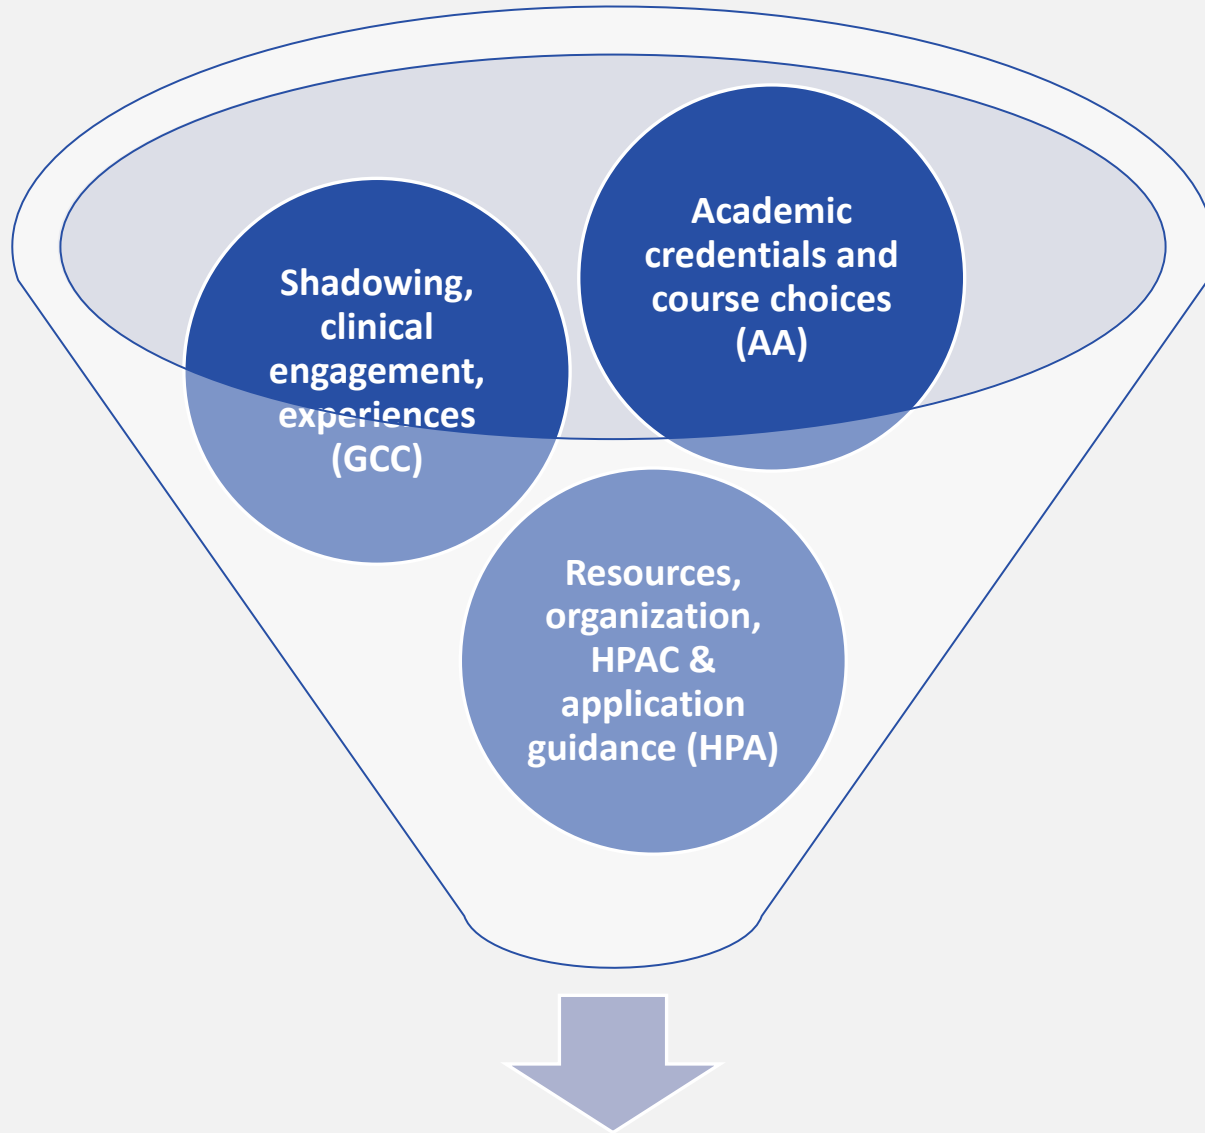 Academic
credentials and
course choices
(AA)
Shadowing,
clinical
engagement,
experiences
(GCC)
Resources,
organization,
HPAC &
application
guidance (HPA)